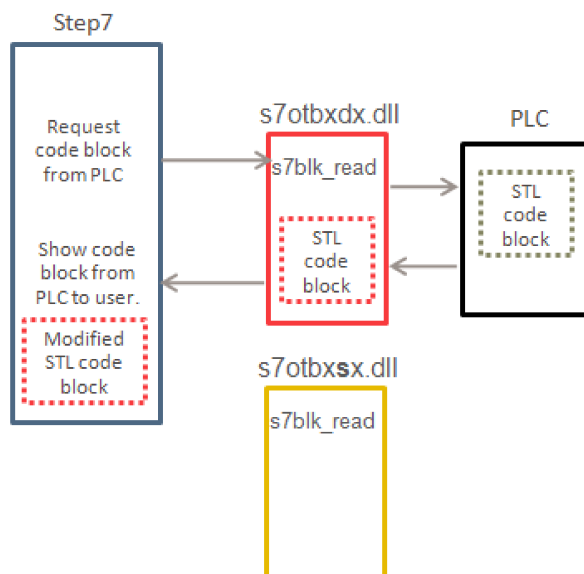 Step7
Request
code block
from PLC
Show code
block from
PLC to user.
Modified
STL code
block
s7otbxdx.dll
s7blk_read
STL
code
block
PLC
STL
code
block
s7otbxsx.dll
s7blk_read